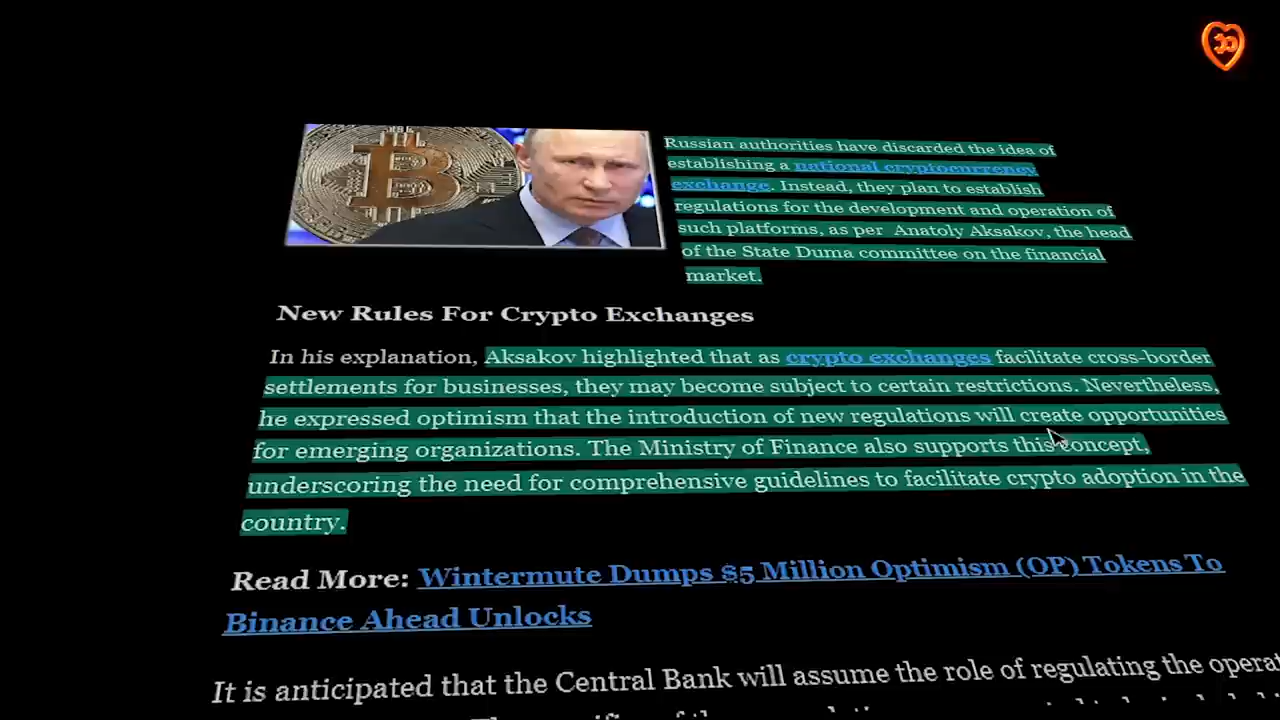 Russian authorities have discarded the idea of
establishing a national cryptocurrency
exchange. Instead, they plan to establish
regulations for the development and operation of
such platforms, as per Anatoly Aksakov, the head
of the State Duma committee on the financial
market.
New Rules For Crypto Exchanges
In his explanation, Aksakov highlighted that as crypto exchanges facilitate cross-border
settlements for businesses, they may become subject to certain restrictions. Nevertheless,
he expressed optimism that the introduction of new regulations will create opportunities
for emerging organizations. The Ministry of Finance also supports this concept,
underscoring the need for comprehensive guidelines to facilitate crypto adoption in the
country.
Read More: Wintermute Dumps $5 Million Optimism (OP) Tokens To
Binance Ahead Unlocks
It is anticipated that the Central Bank will assume the role of regulating the opera